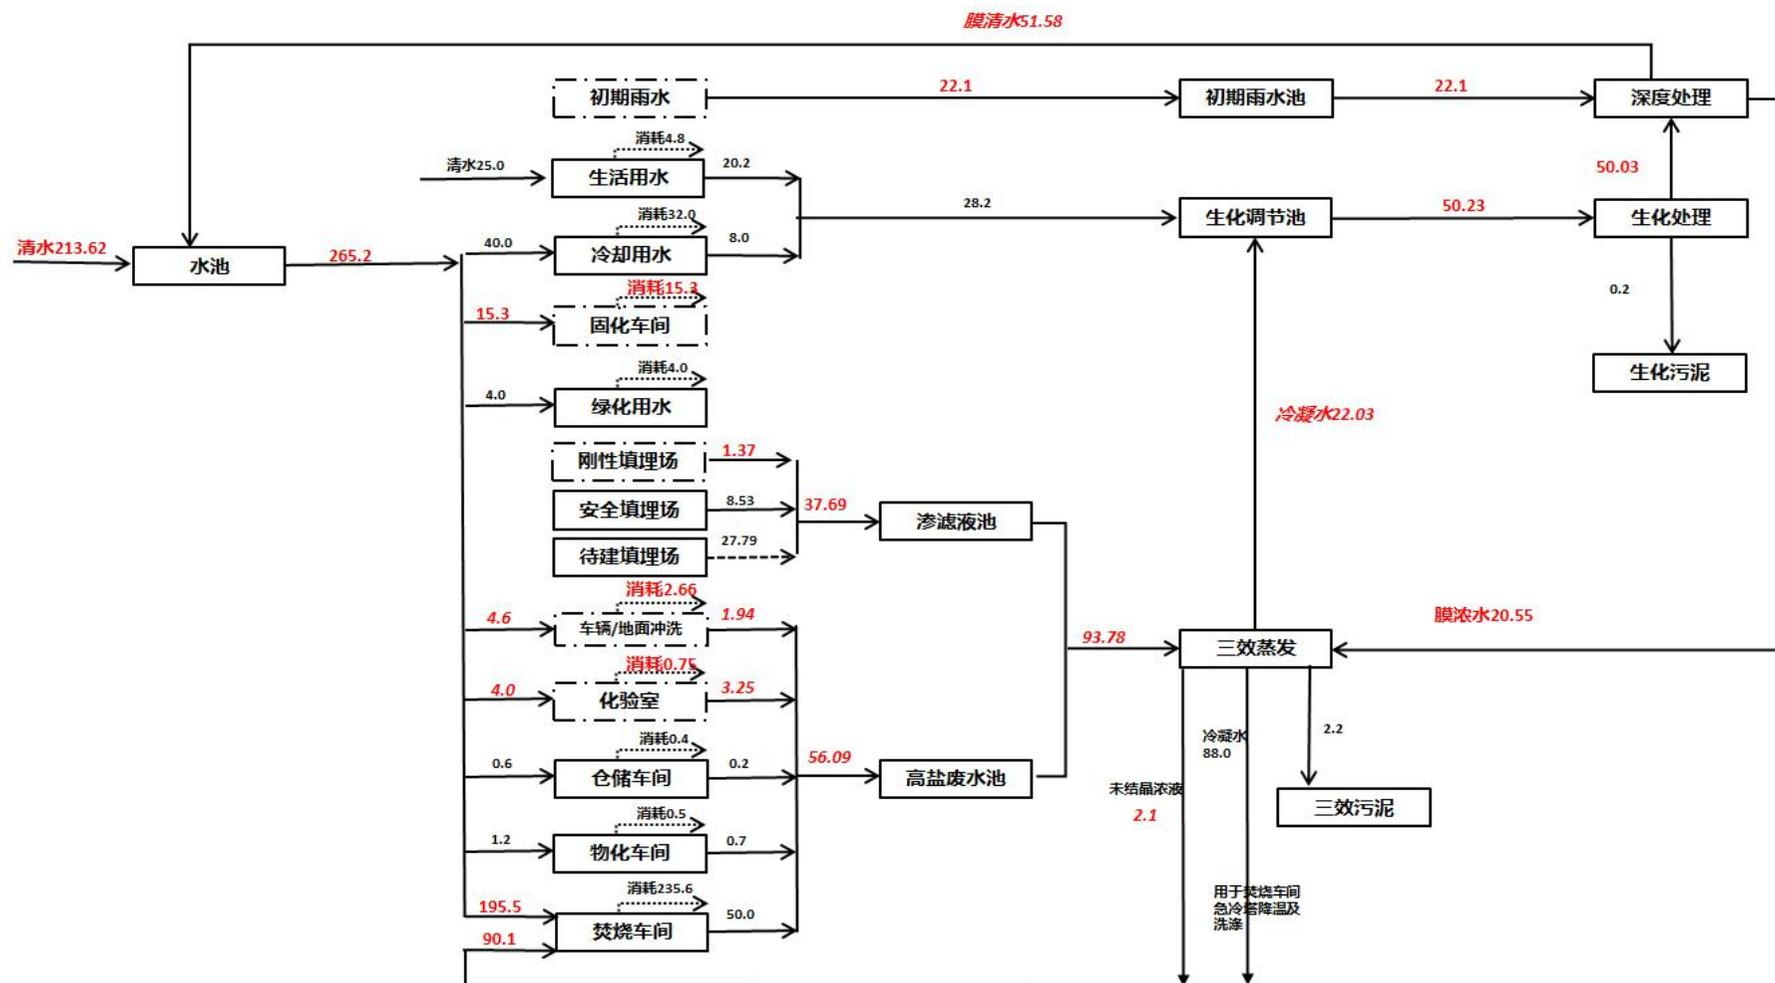 膜清水51.58
初期雨水
22.1
初期雨水池
22.1
深度处理
消耗4.8
清水25.0
生活用水
20.2
50.03
消耗32.0
28.2
生化调节池
50.23
生化处理
清水213.62
水池
265.2
40.0
冷却用水
8.0
消耗15.3
15.3
固化车间
0.2
消耗4.0
4.0
绿化用水
生化污泥
冷凝水22.03
刚性填埋场
1.37
安全填埋场
8.53
37.69
渗滤液池
待建填埋场
27.79
消耗2.66
4.6
车辆/地面冲洗
1.94
93.78
三效蒸发
膜浓水20.55
消耗0.75
4.0
化验室
3.25
消耗0.4
0.6
仓储车间
0.2
56.09
高盐废水池
冷凝水
88.0
2.2
未结晶浓液
2.1
三效污泥
消耗0.5
1.2
物化车间
0.7
消耗235.6
195.5
焚烧车间
50.0
90.1
用于焚烧车间
急冷塔降温及
洗涤